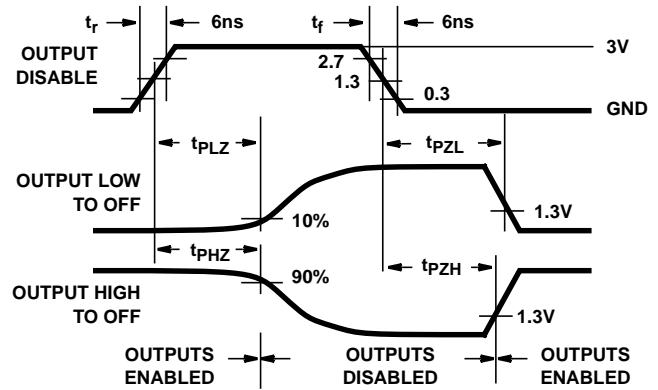 tr
6ns
tf
6ns
OUTPUT
DISABLE
3V
2.7
1.3
0.3
GND
tPLZ
tPZL
OUTPUT LOW
TO OFF
10%
1.3V
tPHZ
tPZH
90%
OUTPUT HIGH
TO OFF
1.3V
OUTPUTS
ENABLED
OUTPUTS
DISABLED
OUTPUTS
ENABLED